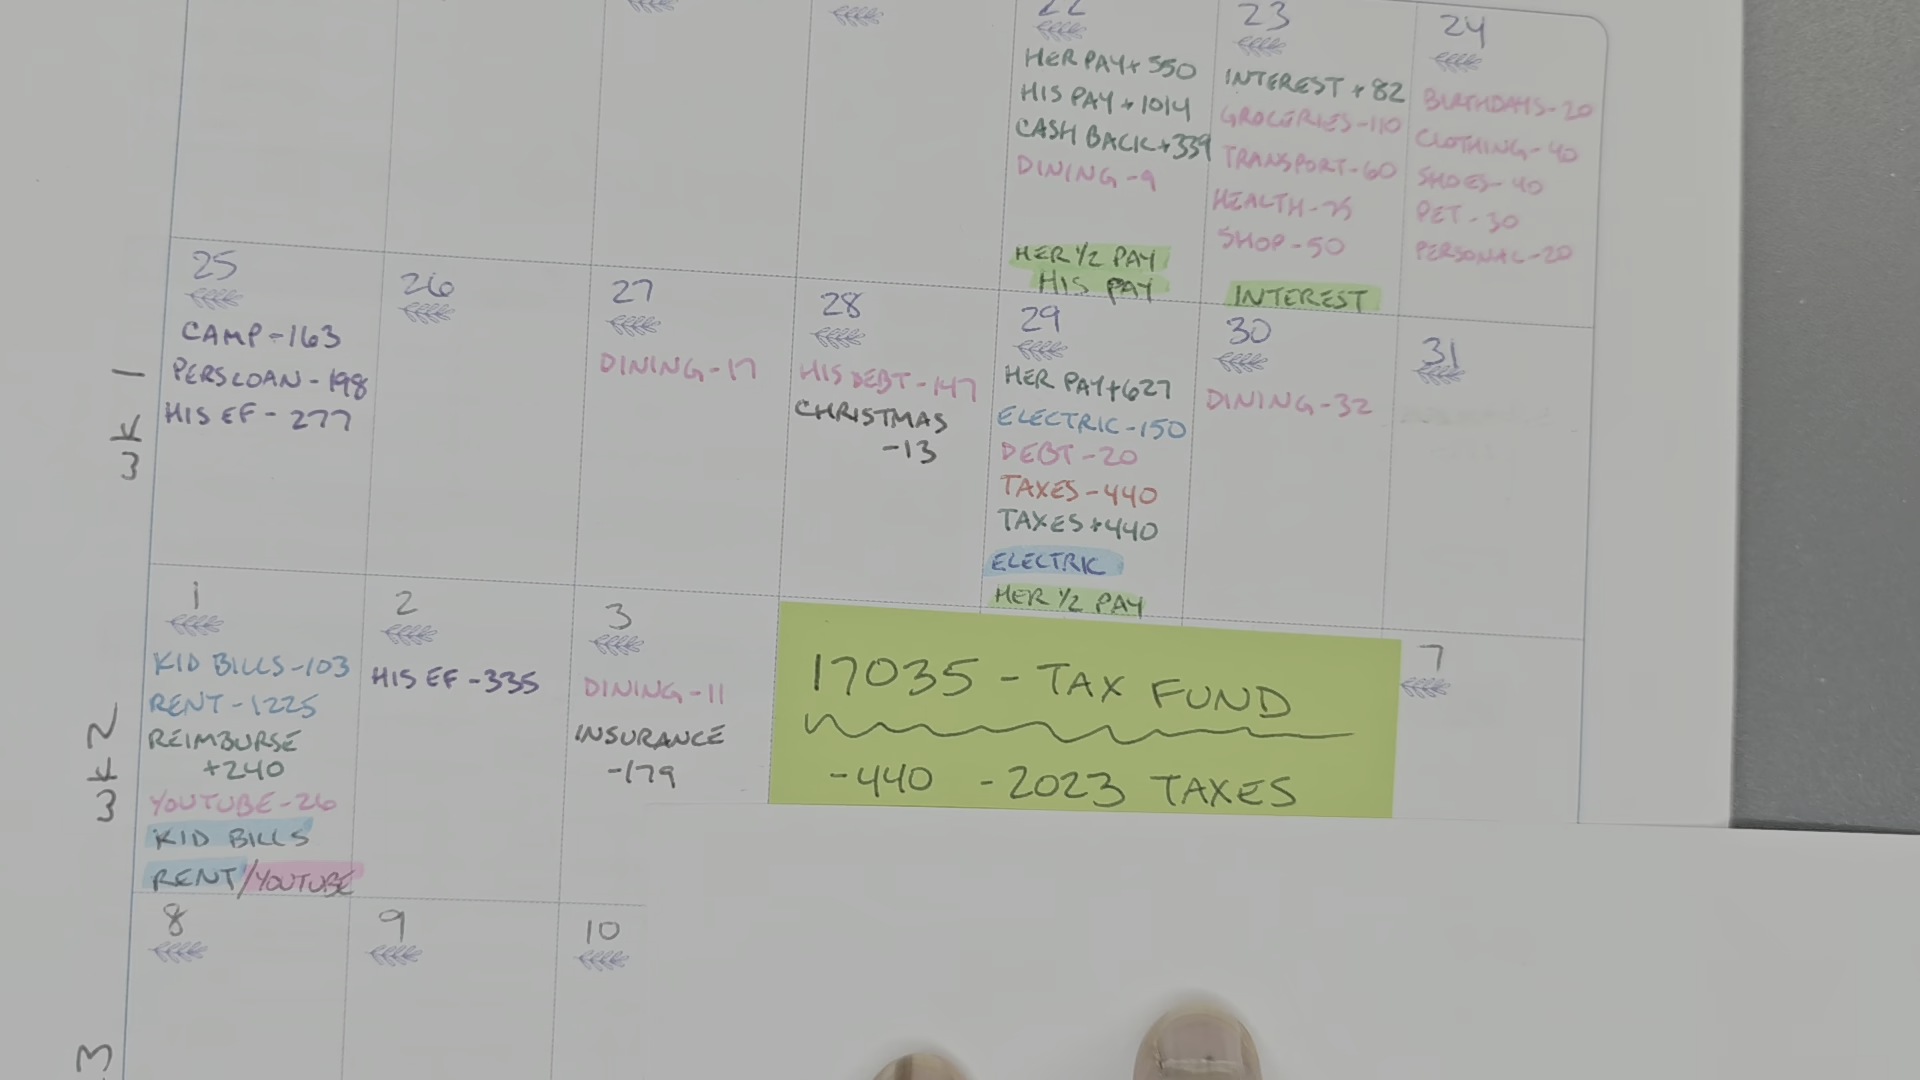 22
HER PAY + 550
HIS PAY + 1014
CASH BACK + 339
DINING - 9
HER 1/2 PAY
HIS PAY
23
INTEREST + 82
GROCERIES - 110
TRANSPORT - 60
HEALTH - 75
SHOP - 50
INTEREST
24
BIRTHDAYS - 20
CLOTHING - 40
SHOES - 40
PET - 30
PERSONAL - 20
WK 1
25
CAMP - 163
PERS LOAN - 198
HIS EF - 277
26
27
DINING - 17
28
HIS DEBT - 147
CHRISTMAS
- 13
29
HER PAY + 627
ELECTRIC - 150
DEBT - 20
TAXES - 440
TAXES + 440
ELECTRIC
HER 1/2 PAY
30
DINING - 32
31
WK 2
1
KID BILLS - 103
RENT - 1225
REIMBURSE
+ 240
YOUTUBE - 26
KID BILLS
RENT/YOUTUBE
2
HIS EF - 335
3
DINING - 11
INSURANCE
- 179
17035 - TAX FUND
- 440 - 2023 TAXES
7
3
8
9
10